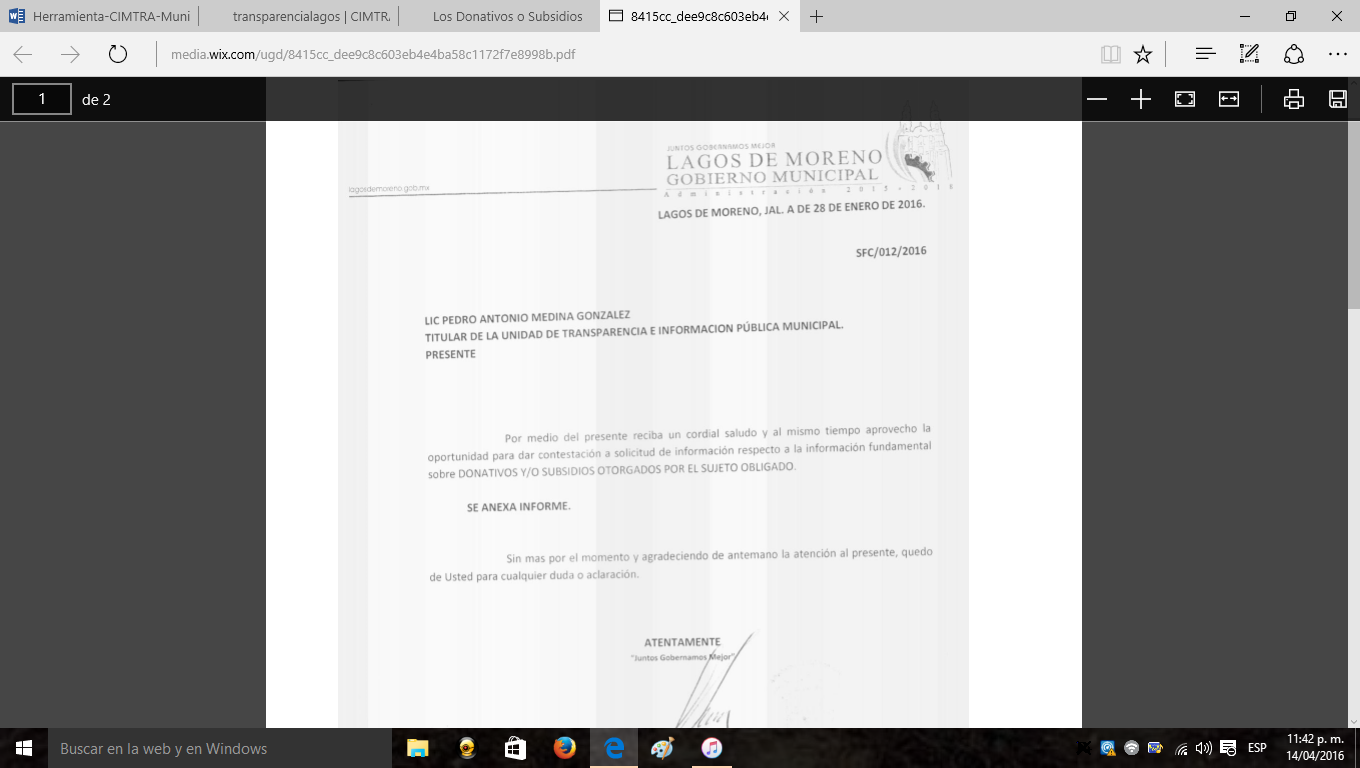 Herramienta-CIMTRA-Muni
transparencialagos | CIMTRA
Los Donativos o Subsidios
8415cc_dee9c8c603eb4
media.wix.com/ugd/8415cc_dee9c8c603eb4e4ba58c1172f7e8998b.pdf
1 de 2
JUNTOS GOBERNAMOS MEJOR
LAGOS DE MORENO
GOBIERNO MUNICIPAL
lagosdemoreno.gob.mx
Administración 2015-2018
LAGOS DE MORENO, JAL. A DE 28 DE ENERO DE 2016.
SFC/012/2016
LIC PEDRO ANTONIO MEDINA GONZALEZ
TITULAR DE LA UNIDAD DE TRANSPARENCIA E INFORMACION PÚBLICA MUNICIPAL.
PRESENTE
Por medio del presente reciba un cordial saludo y al mismo tiempo aprovecho la
oportunidad para dar contestación a solicitud de información respecto a la información fundamental
sobre DONATIVOS Y/O SUBSIDIOS OTORGADOS POR EL SUJETO OBLIGADO.
SE ANEXA INFORME.
Sin mas por el momento y agradeciendo de antemano la atención al presente, quedo
de Usted para cualquier duda o aclaración.
ATENTAMENTE
"Juntos Gobernamos Mejor"
Buscar en la web y en Windows
ESP
11:42 p. m.
14/04/2016